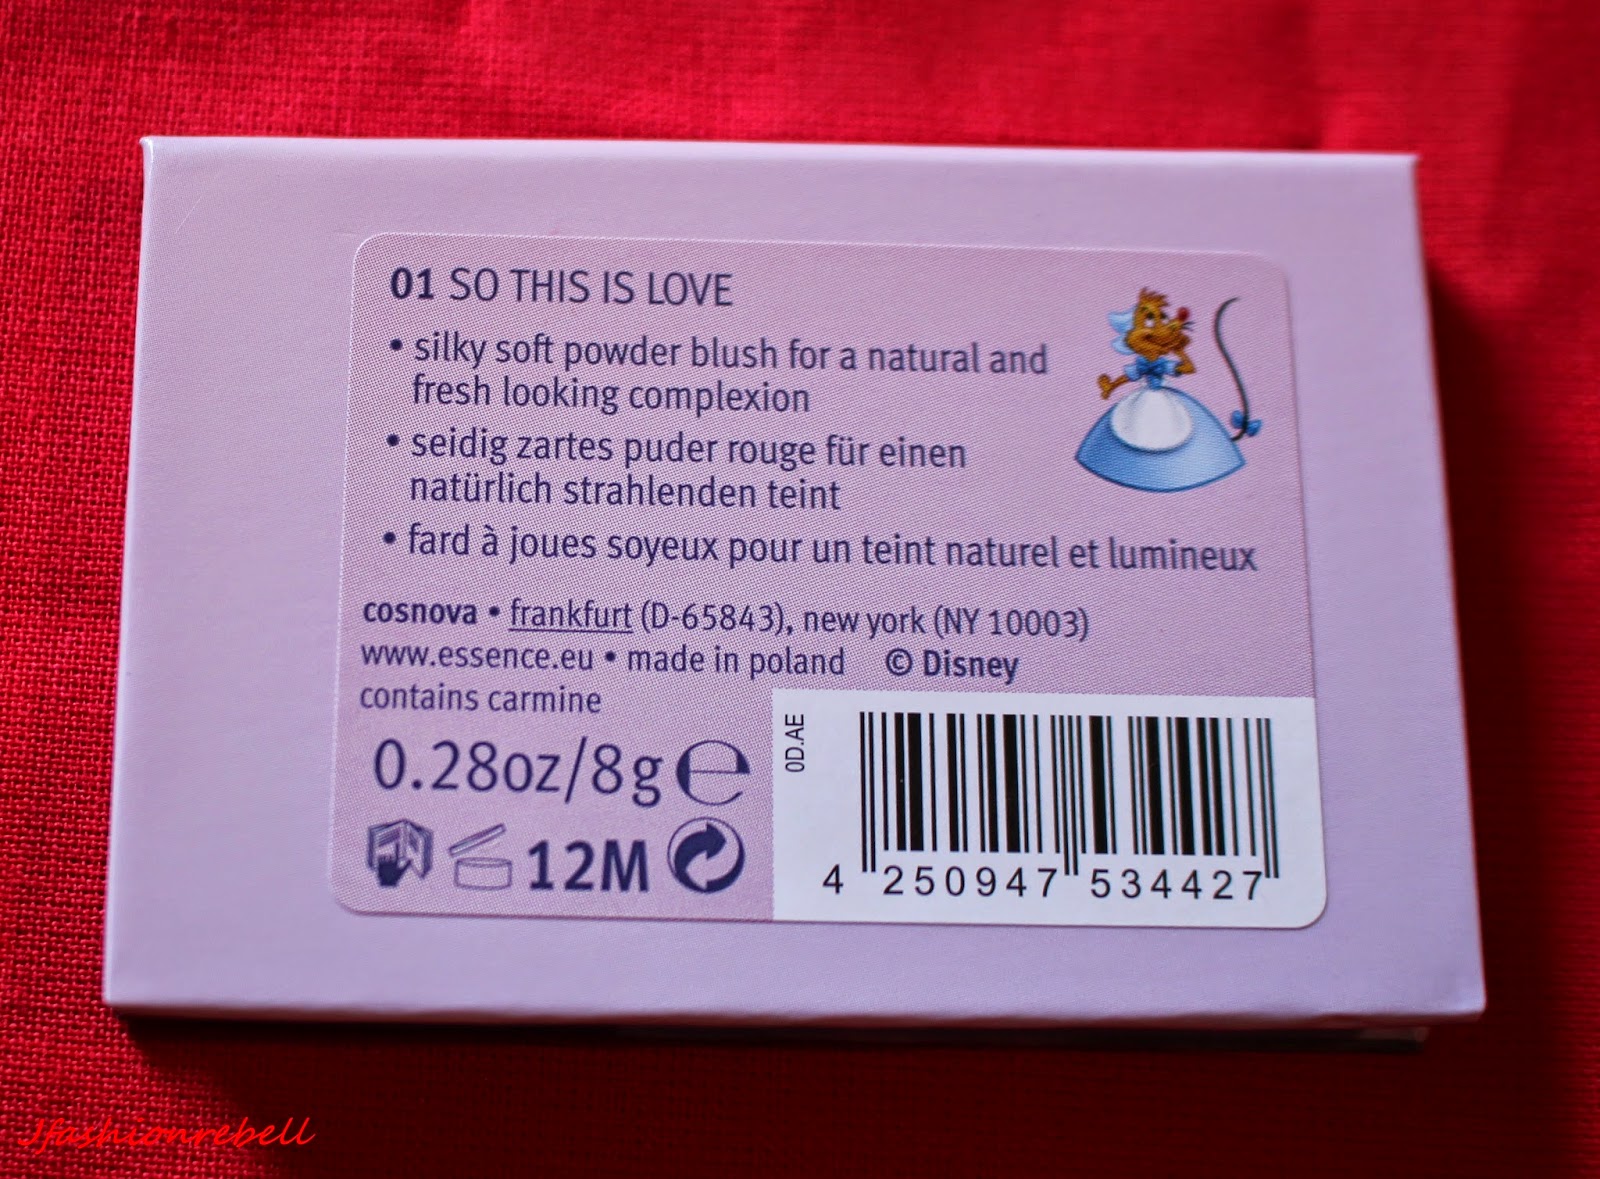 01 SO THIS IS LOVE
• silky soft powder blush for a natural and
fresh looking complexion
• seidig zartes puder rouge für einen
natürlich strahlenden teint
• fard à joues soyeux pour un teint naturel et lumineux
cosnova • frankfurt (D-65843), new york (NY 10003)
www.essence.eu • made in poland © Disney
contains carmine
0.28oz/8g ℮
12M
0D.AE
4 250947 534427
Jfashionrebell